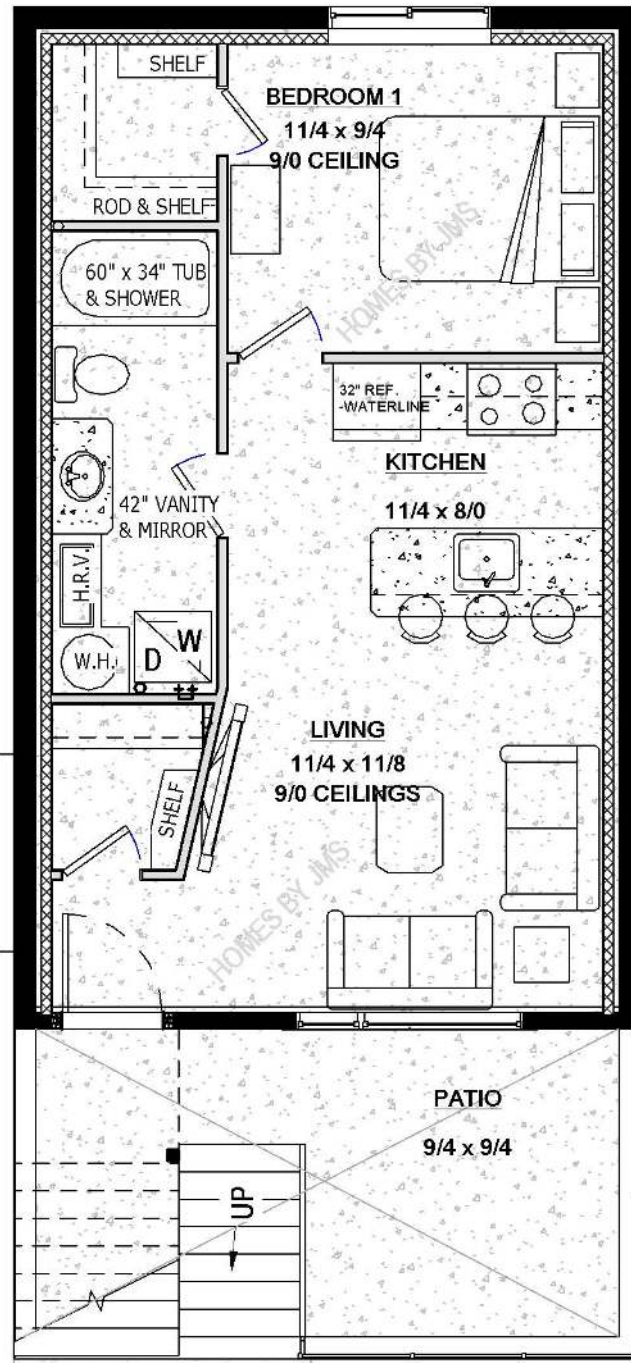 SHELF
BEDROOM 1
11/4 x 9/4
9/0 CEILING
ROD & SHELF
HOMES BY JMS
60" x 34" TUB
& SHOWER
32" REF.
-WATERLINE
KITCHEN
11/4 x 8/0
42" VANITY
& MIRROR
H.R.V.
W.H.
D
W
LIVING
11/4 x 11/8
9/0 CEILINGS
SHELF
HOMES BY JMS
PATIO
9/4 x 9/4
UP